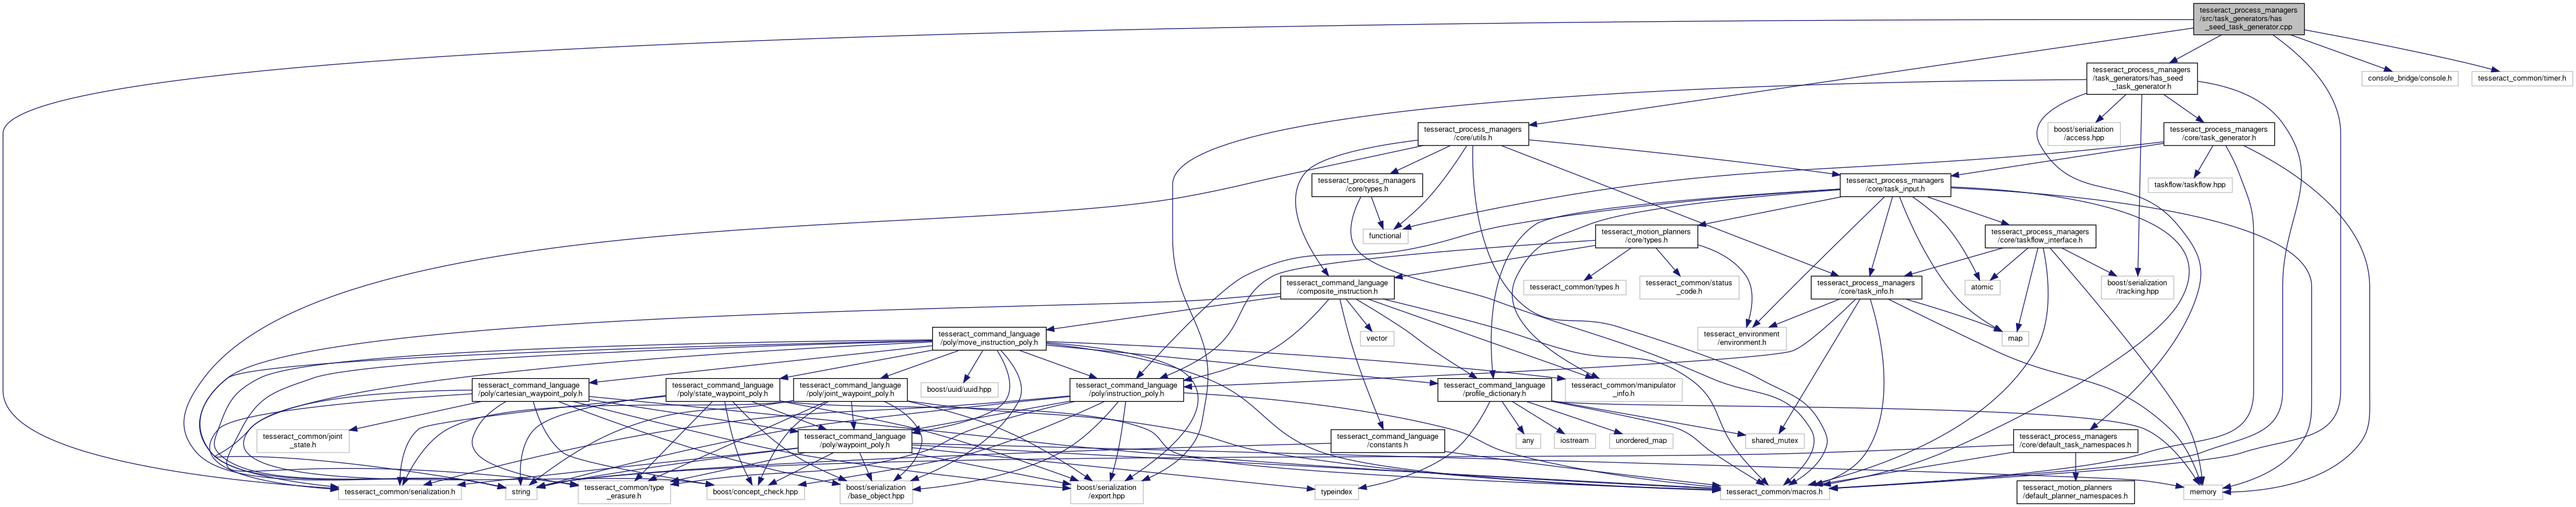 tesseract_process_managers
/src/task_generators/has
_seed_task_generator.cpp
tesseract_process_managers
/task_generators/has_seed
_task_generator.h
console_bridge/console.h
tesseract_common/timer.h
tesseract_process_managers
/core/utils.h
boost/serialization
/access.hpp
tesseract_process_managers
/core/task_generator.h
tesseract_process_managers
/core/types.h
tesseract_process_managers
/core/task_input.h
taskflow/taskflow.hpp
functional
tesseract_motion_planners
/core/types.h
tesseract_process_managers
/core/taskflow_interface.h
tesseract_command_language
/composite_instruction.h
tesseract_common/types.h
tesseract_common/status
_code.h
tesseract_process_managers
/core/task_info.h
atomic
boost/serialization
/tracking.hpp
tesseract_command_language
/poly/move_instruction_poly.h
vector
tesseract_environment
/environment.h
map
tesseract_command_language
/poly/cartesian_waypoint_poly.h
tesseract_command_language
/poly/state_waypoint_poly.h
tesseract_command_language
/poly/joint_waypoint_poly.h
boost/uuid/uuid.hpp
tesseract_command_language
/poly/instruction_poly.h
tesseract_command_language
/profile_dictionary.h
tesseract_common/manipulator
_info.h
tesseract_common/joint
_state.h
tesseract_command_language
/poly/waypoint_poly.h
tesseract_command_language
/constants.h
any
iostream
unordered_map
shared_mutex
tesseract_process_managers
/core/default_task_namespaces.h
tesseract_common/serialization.h
string
tesseract_common/type
_erasure.h
boost/concept_check.hpp
boost/serialization
/base_object.hpp
boost/serialization
/export.hpp
typeindex
tesseract_common/macros.h
tesseract_motion_planners
/default_planner_namespaces.h
memory